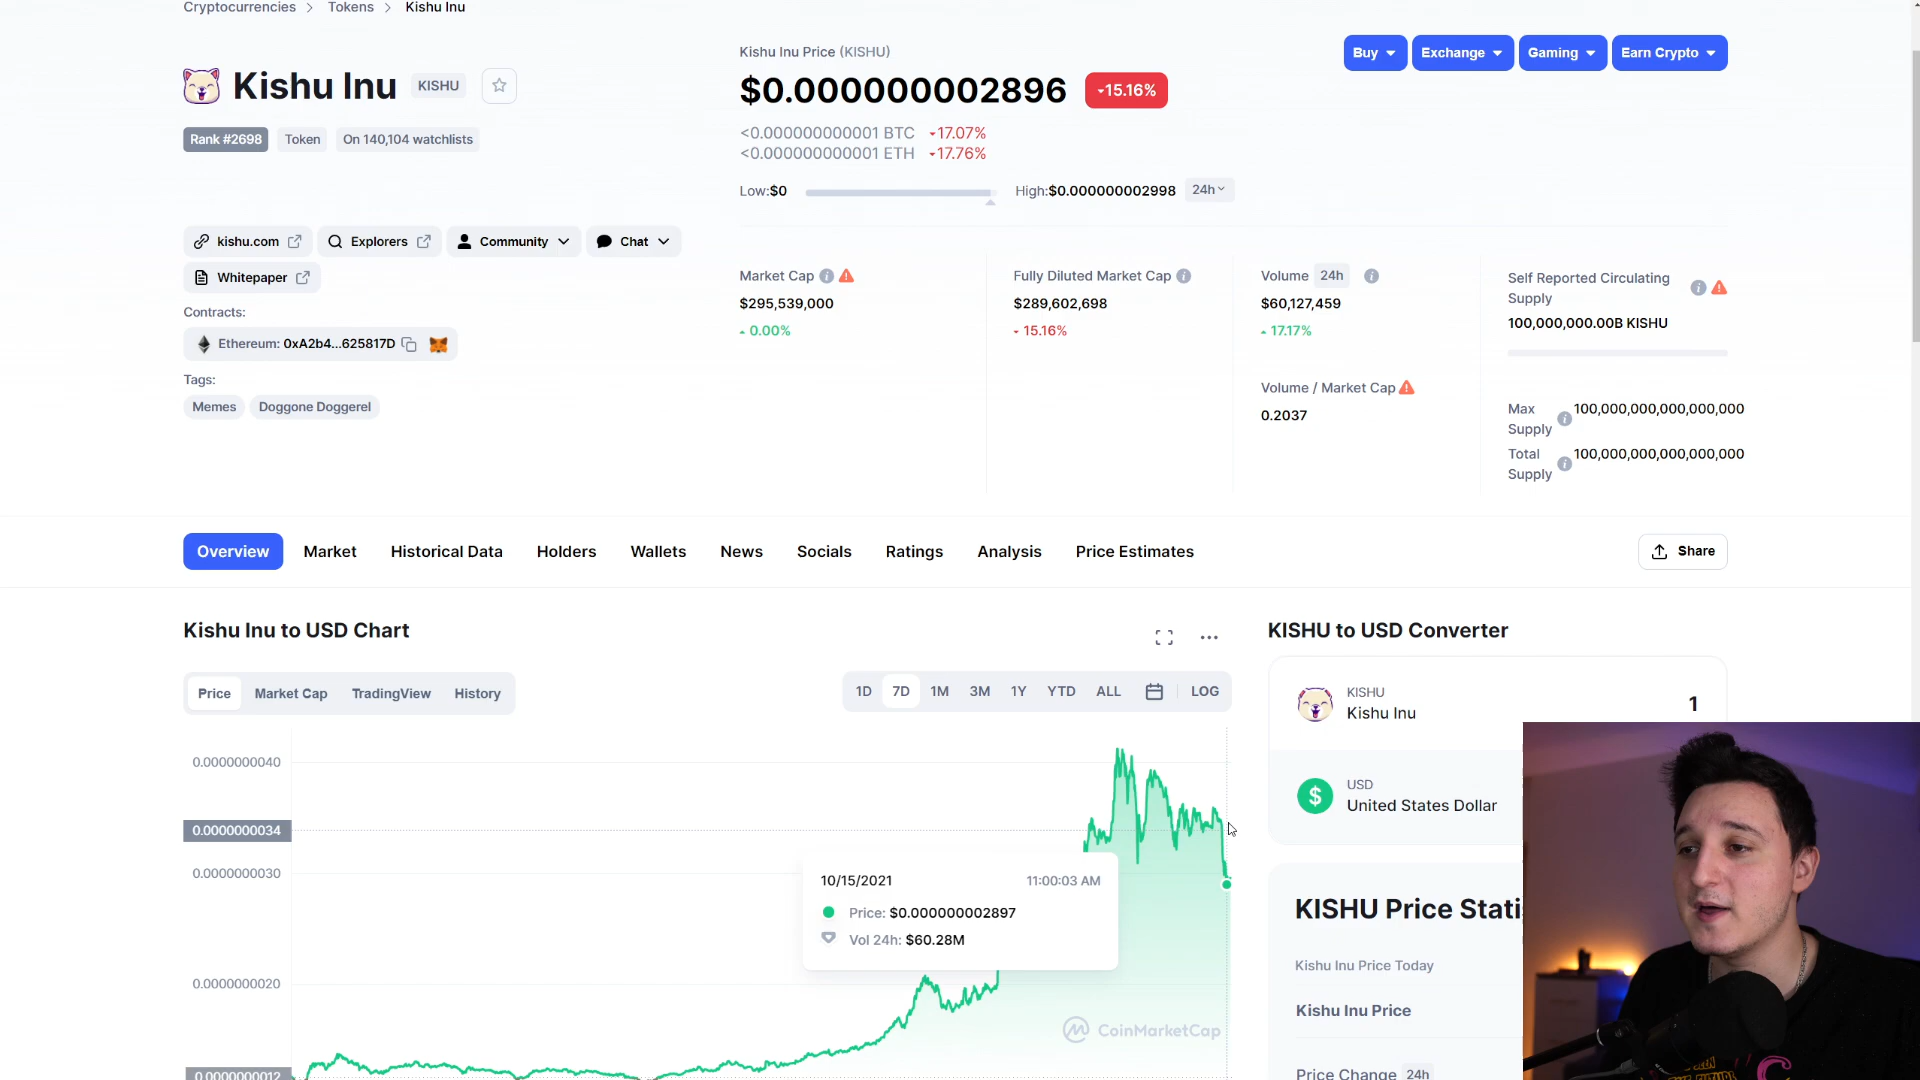 Cryptocurrencies > Tokens > Kishu Inu
Kishu Inu KISHU
Rank #2698 Token On 140,104 watchlists
kishu.com Explorers Community Chat
Whitepaper
Contracts:
Ethereum: 0xA2b4...625817D
Tags:
Memes Doggone Doggerel
Kishu Inu Price (KISHU)
$0.000000002896 15.16%
<0.000000000001 BTC 17.07%
<0.000000000001 ETH 17.76%
Low:$0 High:$0.000000002998 24h
Buy Exchange Gaming Earn Crypto
Market Cap
$295,539,000
0.00%
Fully Diluted Market Cap
$289,602,698
15.16%
Volume 24h
$60,127,459
17.17%
Volume / Market Cap
0.2037
Self Reported Circulating
Supply
100,000,000.00B KISHU
Max
Supply
100,000,000,000,000,000
Total
Supply
100,000,000,000,000,000
Overview Market Historical Data Holders Wallets News Socials Ratings Analysis Price Estimates Share
Kishu Inu to USD Chart
Price Market Cap TradingView History
1D 7D 1M 3M 1Y YTD ALL LOG
0.0000000040
0.0000000034
0.0000000030
0.0000000020
0.0000000012
10/15/2021 11:00:03 AM
Price: $0.000000002897
Vol 24h: $60.28M
CoinMarketCap
KISHU to USD Converter
KISHU
Kishu Inu 1
USD
United States Dollar
KISHU Price Stati
Kishu Inu Price Today
Kishu Inu Price
Price Change 24h